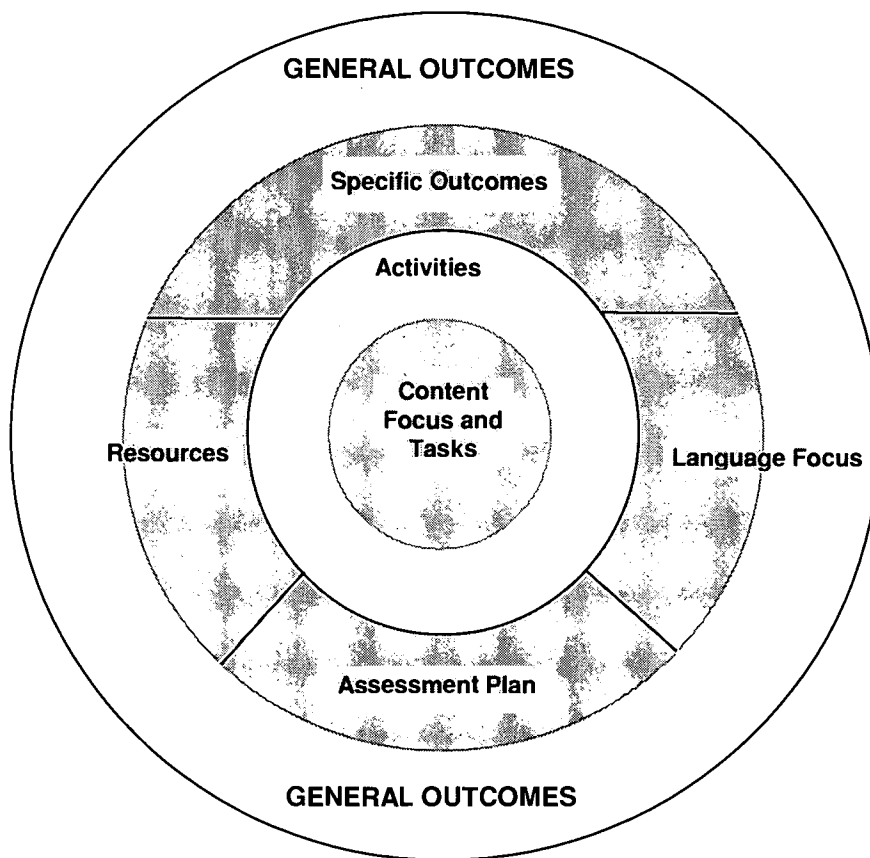 GENERAL OUTCOMES
Specific Outcomes
Activities
Content
Focus and
Tasks
Resources
Language Focus
Assessment Plan
GENERAL OUTCOMES